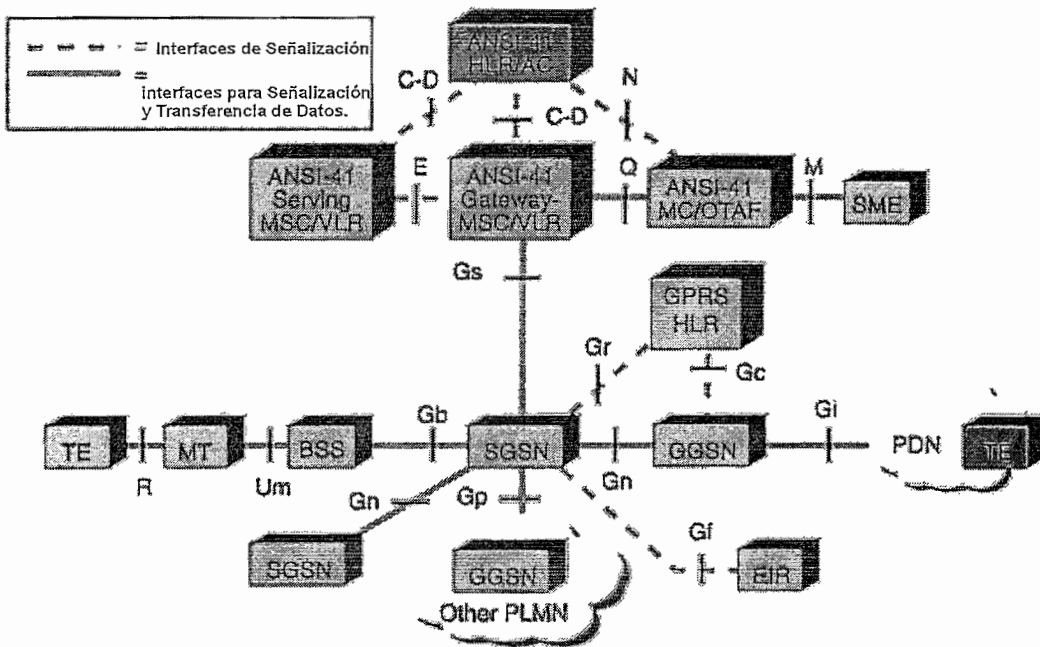 = Interfaces de Señalización
=
Interfaces para Señalización
y Transferencia de Datos.
ANSI-41
HLR/AC
C-D
C-D
N
ANSI-41
Serving
MSC/VLR
E
ANSI-41
Gateway-
MSC/VLR
Q
ANSI-41
MC/OTAF
M
SME
Gs
GPRS
HLR
Gr
Gc
TE
R
MT
Um
BSS
Gb
SGSN
Gn
GGSN
Gi
PDN
TE
Gn
Gp
SGSN
GGSN
Other PLMN
Gf
EIR